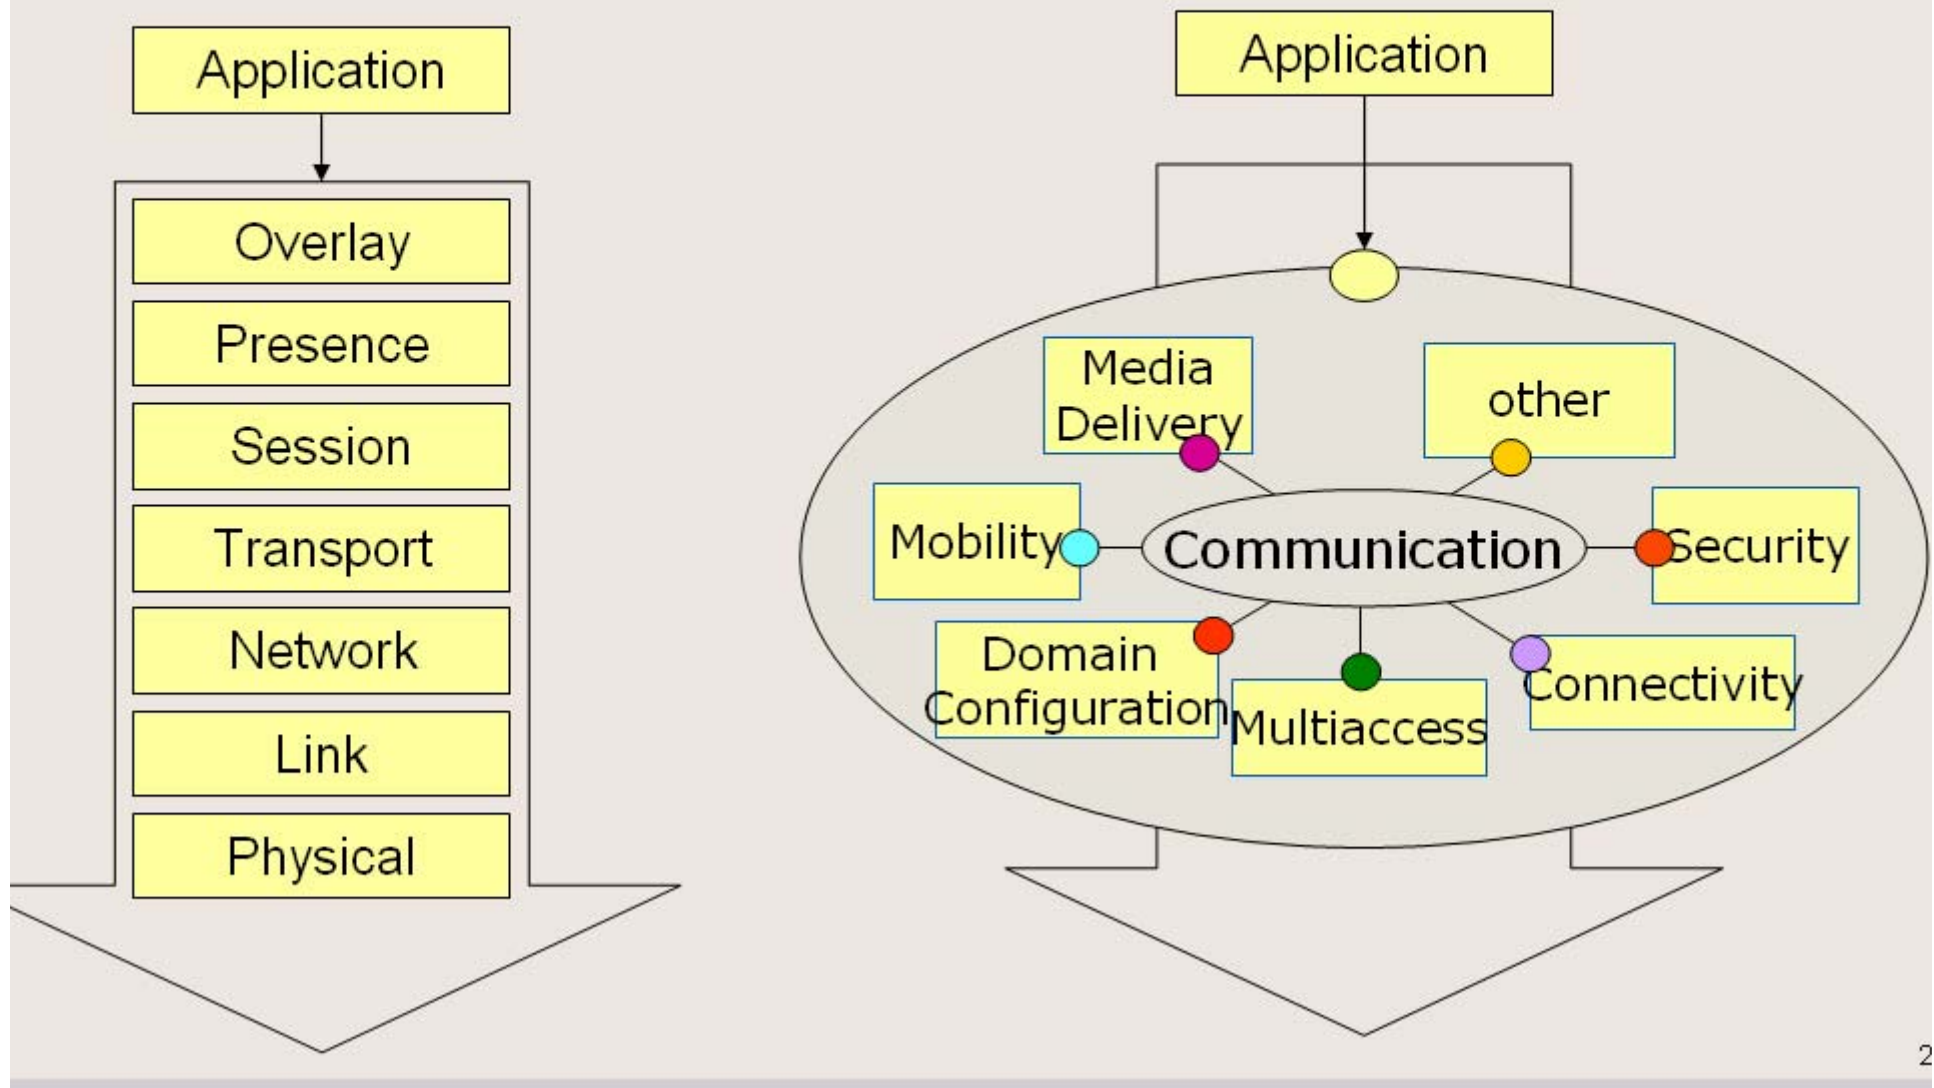 Application
Overlay
Presence
Session
Transport
Network
Link
Physical
Application
Media
Delivery
other
Mobility
Communication
Security
Domain
Configuration
Multiaccess
Connectivity
2